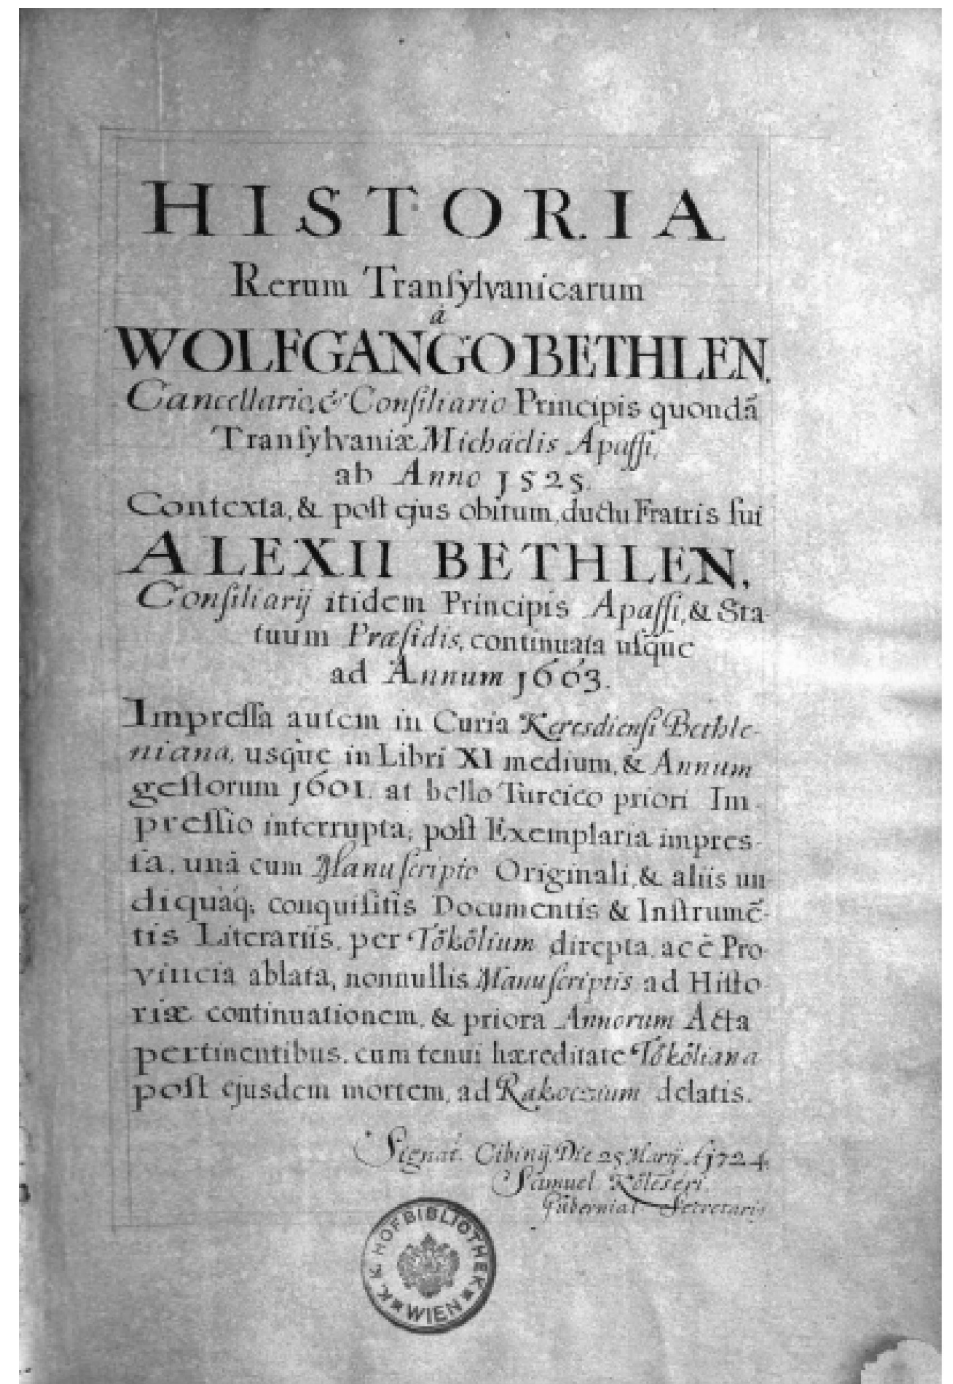 HISTORIA
Rerum Tranſylvanicarum
á
WOLFGANGO BETHLEN,
Cancellario, & Conſiliario Principis quondã
Tranſylvaniæ Michaëlis Apaſſi,
ab Anno 1525.
Contexta, & poſt ejus obitum, ductu Fratris ſui
ALEXII BETHLEN,
Conſiliarij itidem Principis Apaſſi, & Sta-
tuum Præſidis, continuata uſque
ad Annum 1663.
Impreſſa autem in Curia Kereſdienſi Bethle-
niana, usque in Libri XI medium, & Annum
geſtorum 1601. at bello Turcico priori Im-
preſſio interrupta; poſt Exemplaria impreſ-
ſa, unà cum Manuſcripto Originali, & aliis un-
diquáq; conquiſitis Documentis & Inſtrumẽ-
tis Literariis, per Tökölium direpta, ac è Pro-
vincia ablata, nonnullis Manuſcriptis ad Hiſto-
riæ continuationem, & priora Annorum Acta
pertinentibus, cum tenui hæreditate Tököliana
poſt ejusdem mortem, ad Rakoczium delatis.
Signat. Cibinij Die 25 Martij A 1724.
Samuel Köleſeri.
Gubernial Secretari
K. K. HOFBIBLIOTHEK
WIEN